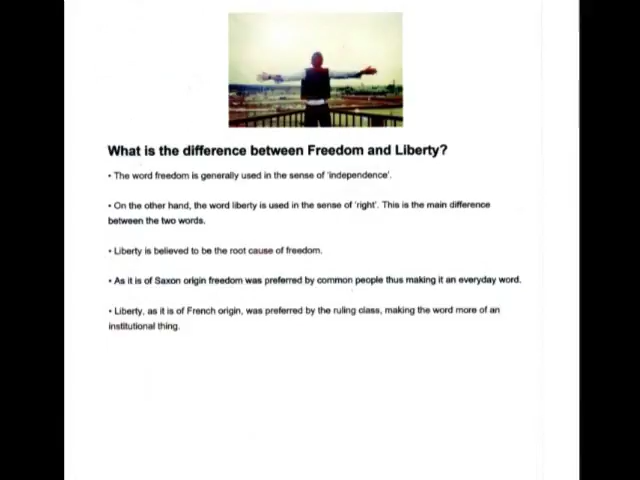 What is the difference between Freedom and Liberty?
• The word freedom is generally used in the sense of 'independence'.
• On the other hand, the word liberty is used in the sense of 'right'. This is the main difference
between the two words.
• Liberty is believed to be the root cause of freedom.
• As it is of Saxon origin freedom was preferred by common people thus making it an everyday word.
• Liberty, as it is of French origin, was preferred by the ruling class, making the word more of an
institutional thing.